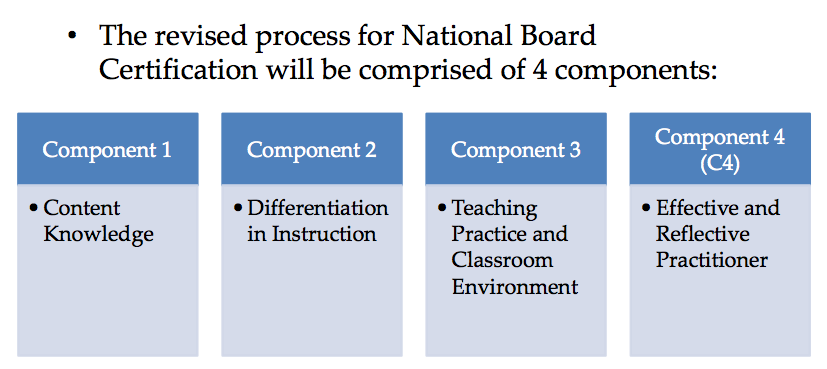 • The revised process for National Board
Certification will be comprised of 4 components:
Component 1
• Content
Knowledge
Component 2
• Differentiation
in Instruction
Component 3
• Teaching
Practice and
Classroom
Environment
Component 4
(C4)
• Effective and
Reflective
Practitioner